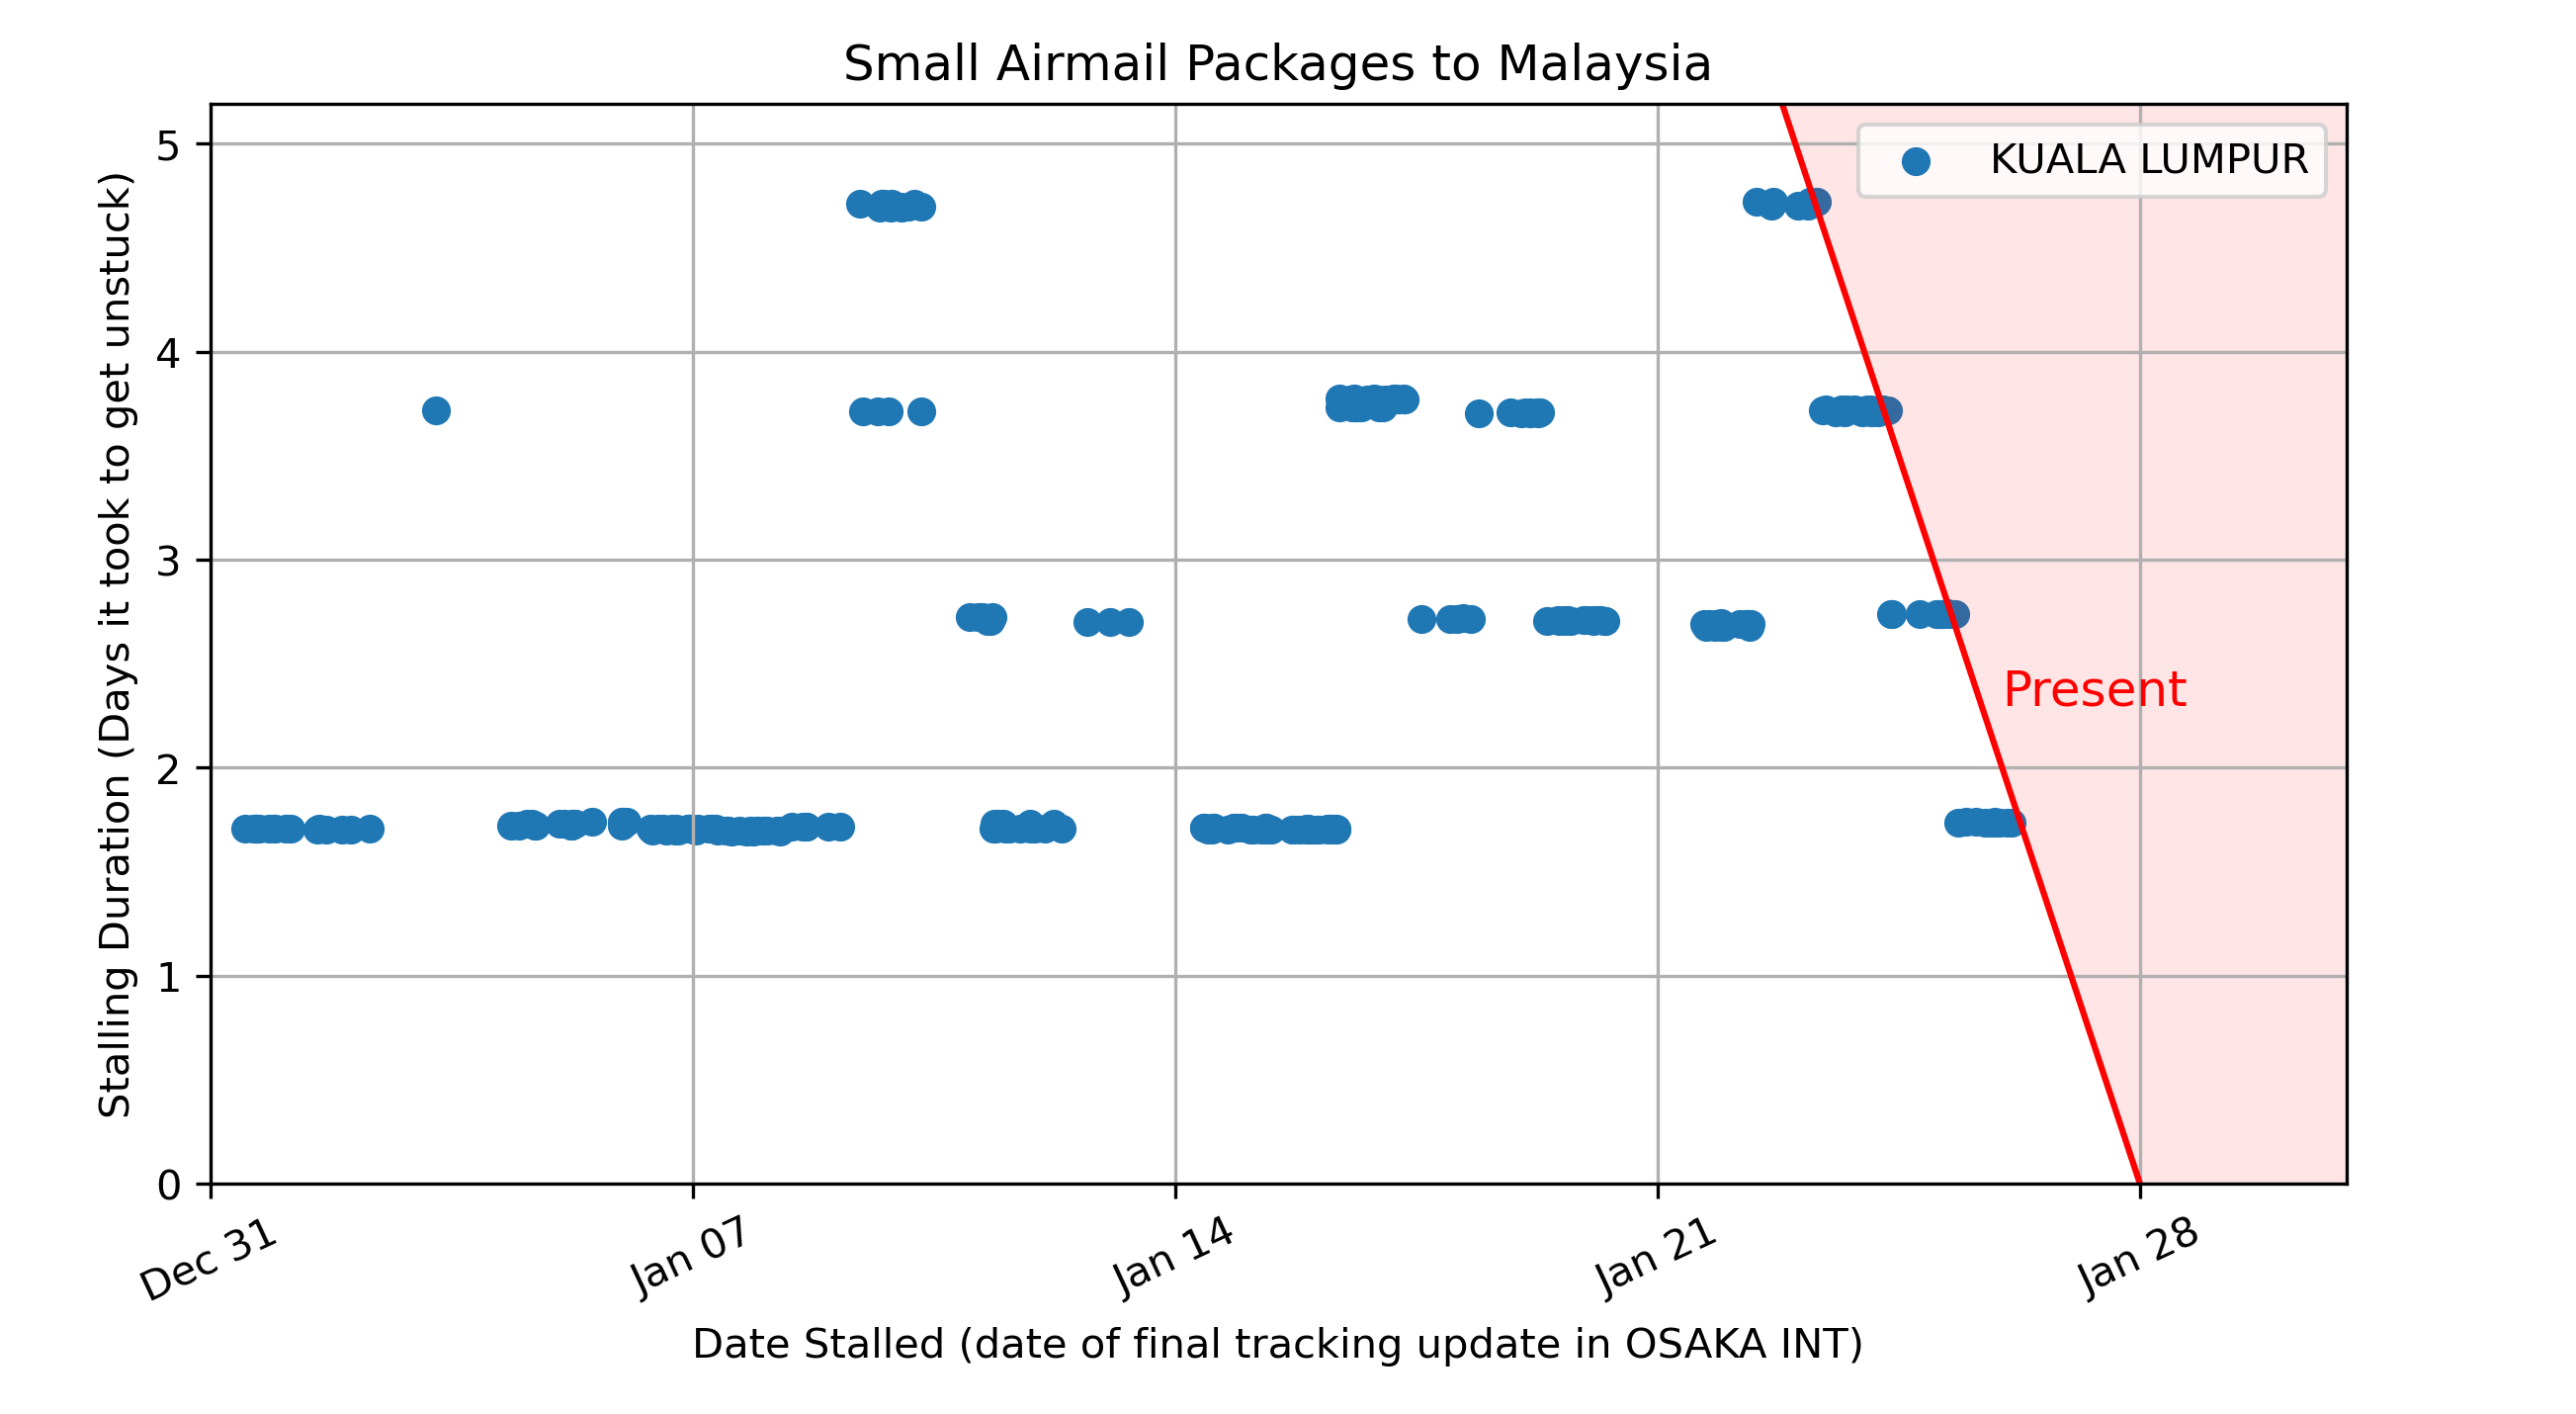 Small Airmail Packages to Malaysia
KUALA LUMPUR
Present
Stalling Duration (Days it took to get unstuck)
5
4
3
2
1
0
Dec 31
Jan 07
Jan 14
Jan 21
Jan 28
Date Stalled (date of final tracking update in OSAKA INT)